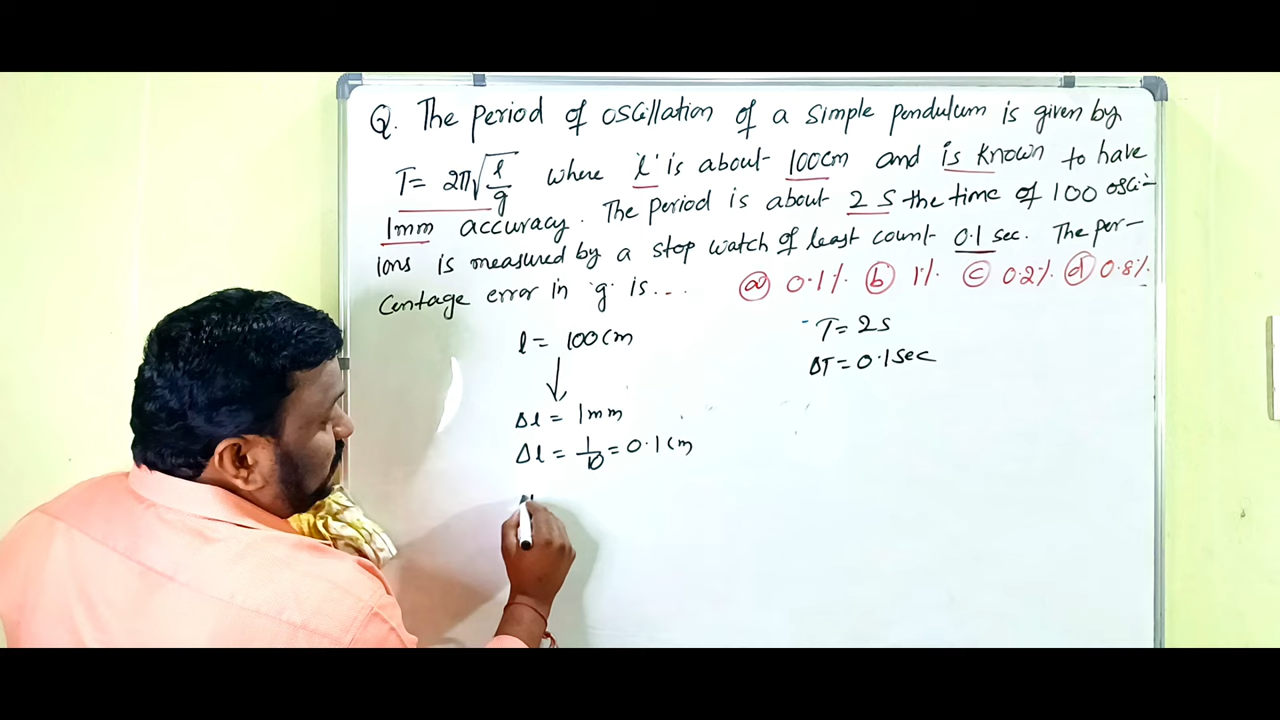 Q. The period of oscillation of a simple pendulum is given by
T= 2π√l/g where 'l' is about 100cm and is known to have
1mm accuracy. The period is about 2 s the time of 100 osci-
ions is measured by a stop watch of least count 0.1 sec. The per-
centage error in 'g' is... (a) 0.1% (b) 1% (c) 0.2% (d) 0.8%
l = 100cm
T= 2s
ΔT= 0.1sec
Δl = 1mm
Δl = 1/10 = 0.1cm